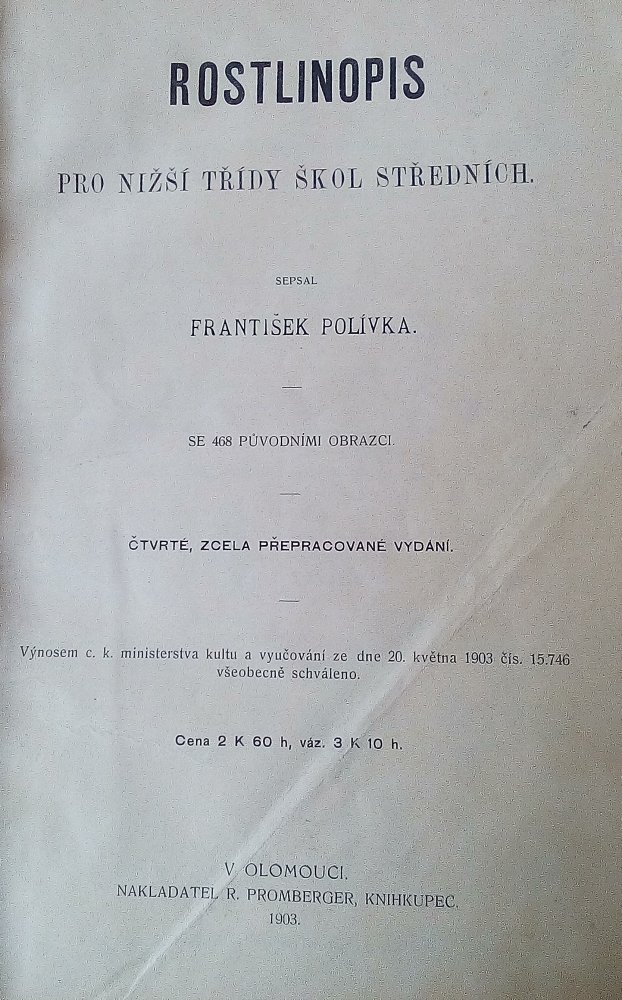 ROSTLINOPIS
PRO NIŽŠÍ TŘÍDY ŠKOL STŘEDNÍCH.
SEPSAL
FRANTIŠEK POLÍVKA.
SE 468 PŮVODNÍMI OBRAZCI.
ČTVRTÉ, ZCELA PŘEPRACOVANÉ VYDÁNÍ.
Výnosem c. k. ministerstva kultu a vyučování ze dne 20. května 1903 čís. 15.746
všeobecně schváleno.
Cena 2 K 60 h, váz. 3 K 10 h.
V OLOMOUCI.
NAKLADATEL R. PROMBERGER, KNIHKUPEC.
1903.